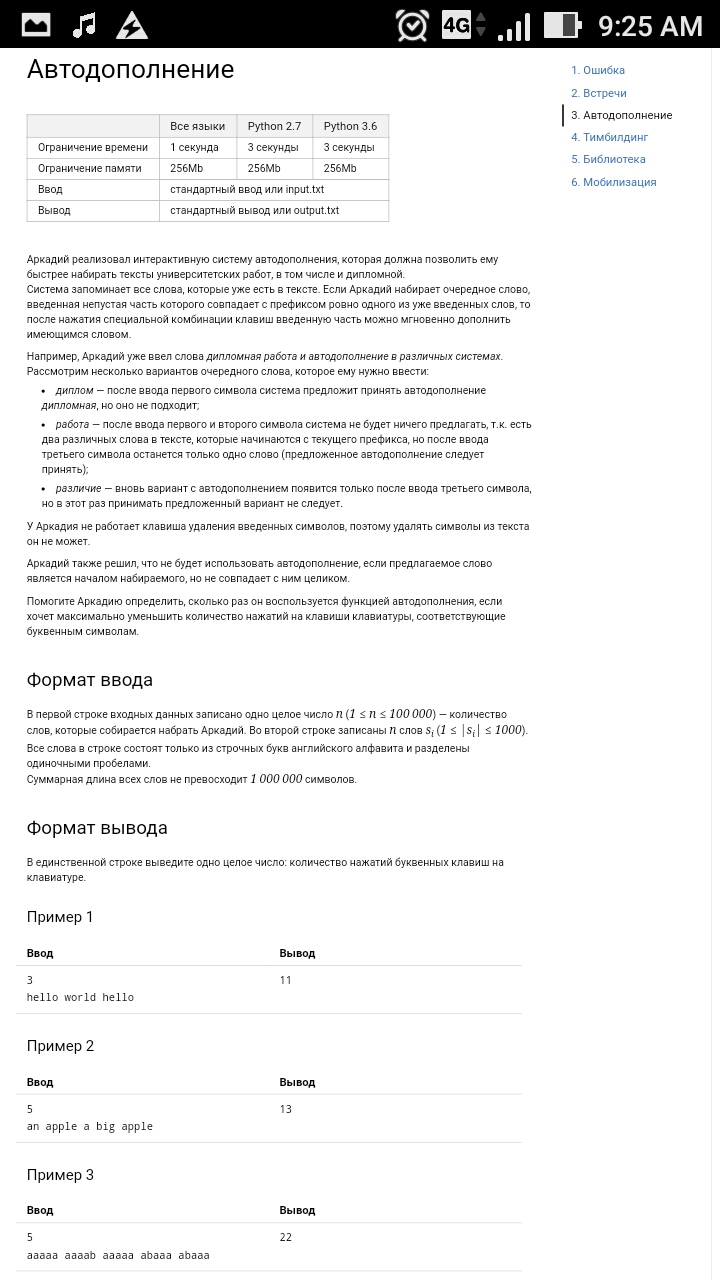 4G 9:25 AM
Автодополнение
1. Ошибка
2. Встречи
3. Автодополнение
4. Тимбилдинг
5. Библиотека
6. Мобилизация
Все языки Python 2.7 Python 3.6
Ограничение времени 1 секунда 3 секунды 3 секунды
Ограничение памяти 256Mb 256Mb 256Mb
Ввод стандартный ввод или input.txt
Вывод стандартный вывод или output.txt
Аркадий реализовал интерактивную систему автодополнения, которая должна позволить ему
быстрее набирать тексты университетских работ, в том числе и дипломной.
Система запоминает все слова, которые уже есть в тексте. Если Аркадий набирает очередное слово,
введенная непустая часть которого совпадает с префиксом ровно одного из уже введенных слов, то
после нажатия специальной комбинации клавиш введенную часть можно мгновенно дополнить
имеющимся словом.
Например, Аркадий уже ввел слова дипломная работа и автодополнение в различных системах.
Рассмотрим несколько вариантов очередного слова, которое ему нужно ввести:
• диплом — после ввода первого символа система предложит принять автодополнение
дипломная, но оно не подходит;
• работа — после ввода первого и второго символа система не будет ничего предлагать, т.к. есть
два различных слова в тексте, которые начинаются с текущего префикса, но после ввода
третьего символа останется только одно слово (предложенное автодополнение следует
принять);
• различие — вновь вариант с автодополнением появится только после ввода третьего символа,
но в этот раз принимать предложенный вариант не следует.
У Аркадия не работает клавиша удаления введенных символов, поэтому удалять символы из текста
он не может.
Аркадий также решил, что не будет использовать автодополнение, если предлагаемое слово
является началом набираемого, но не совпадает с ним целиком.
Помогите Аркадию определить, сколько раз он воспользуется функцией автодополнения, если
хочет максимально уменьшить количество нажатий на клавиши клавиатуры, соответствующие
буквенным символам.
Формат ввода
В первой строке входных данных записано одно целое число n (1 ≤ n ≤ 100 000) — количество
слов, которые собирается набрать Аркадий. Во второй строке записаны n слов s_i (1 ≤ |s_i| ≤ 1000).
Все слова в строке состоят только из строчных букв английского алфавита и разделены
одиночными пробелами.
Суммарная длина всех слов не превосходит 1 000 000 символов.
Формат вывода
В единственной строке выведите одно целое число: количество нажатий буквенных клавиш на
клавиатуре.
Пример 1
Ввод Вывод
3 11
hello world hello
Пример 2
Ввод Вывод
5 13
an apple a big apple
Пример 3
Ввод Вывод
5 22
aaaaa aaaab aaaaa abaaa abaaa